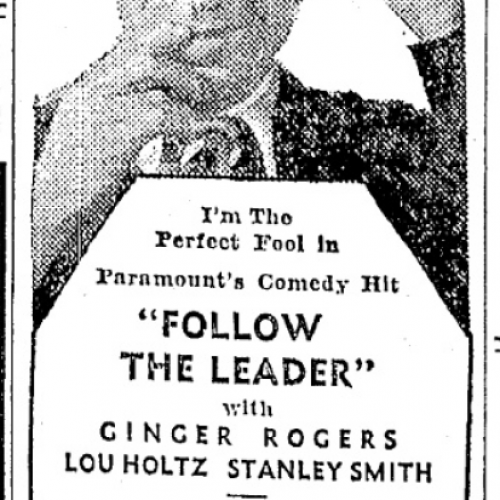 I'm The
Perfect Fool in
Paramount's Comedy Hit
"FOLLOW
THE LEADER"
with
GINGER ROGERS
LOU HOLTZ STANLEY SMITH